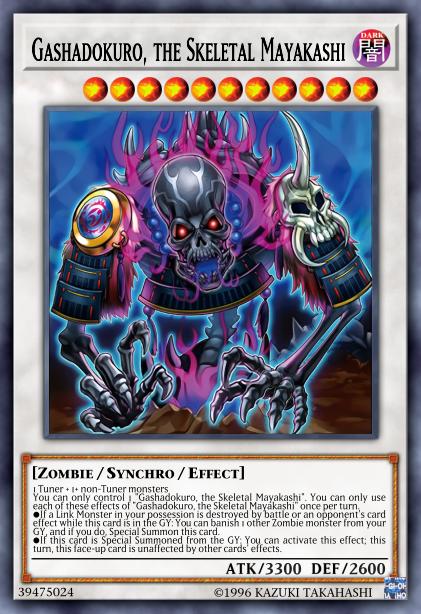 Gashadokuro, the Skeletal Mayakashi
DARK
闇
[Zombie / Synchro / Effect]
1 Tuner + 1+ non-Tuner monsters
You can only control 1 "Gashadokuro, the Skeletal Mayakashi". You can only use
each of these effects of "Gashadokuro, the Skeletal Mayakashi" once per turn.
●If a Link Monster in your possession is destroyed by battle or an opponent's card
effect while this card is in the GY: You can banish 1 other Zombie monster from your
GY, and if you do, Special Summon this card.
●If this card is Special Summoned from the GY: You can activate this effect; this
turn, this face-up card is unaffected by other cards' effects.
ATK/3300 DEF/2600
39475024
©1996 KAZUKI TAKAHASHI